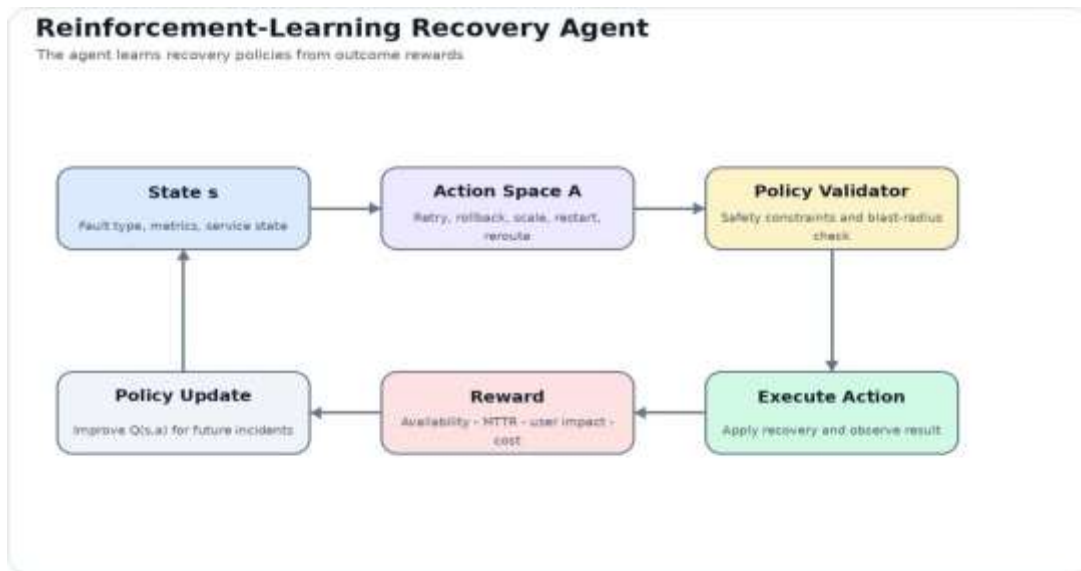 Reinforcement-Learning Recovery Agent
The agent learns recovery policies from outcome rewards
State s
Fault type, metrics, service state
Action Space A
Retry, rollback, scale, restart,
reroute
Policy Validator
Safety constraints and blast-radius
check
Policy Update
Improve Q(s,a) for future incidents
Reward
Availability - MTTR - user impact -
cost
Execute Action
Apply recovery and observe result